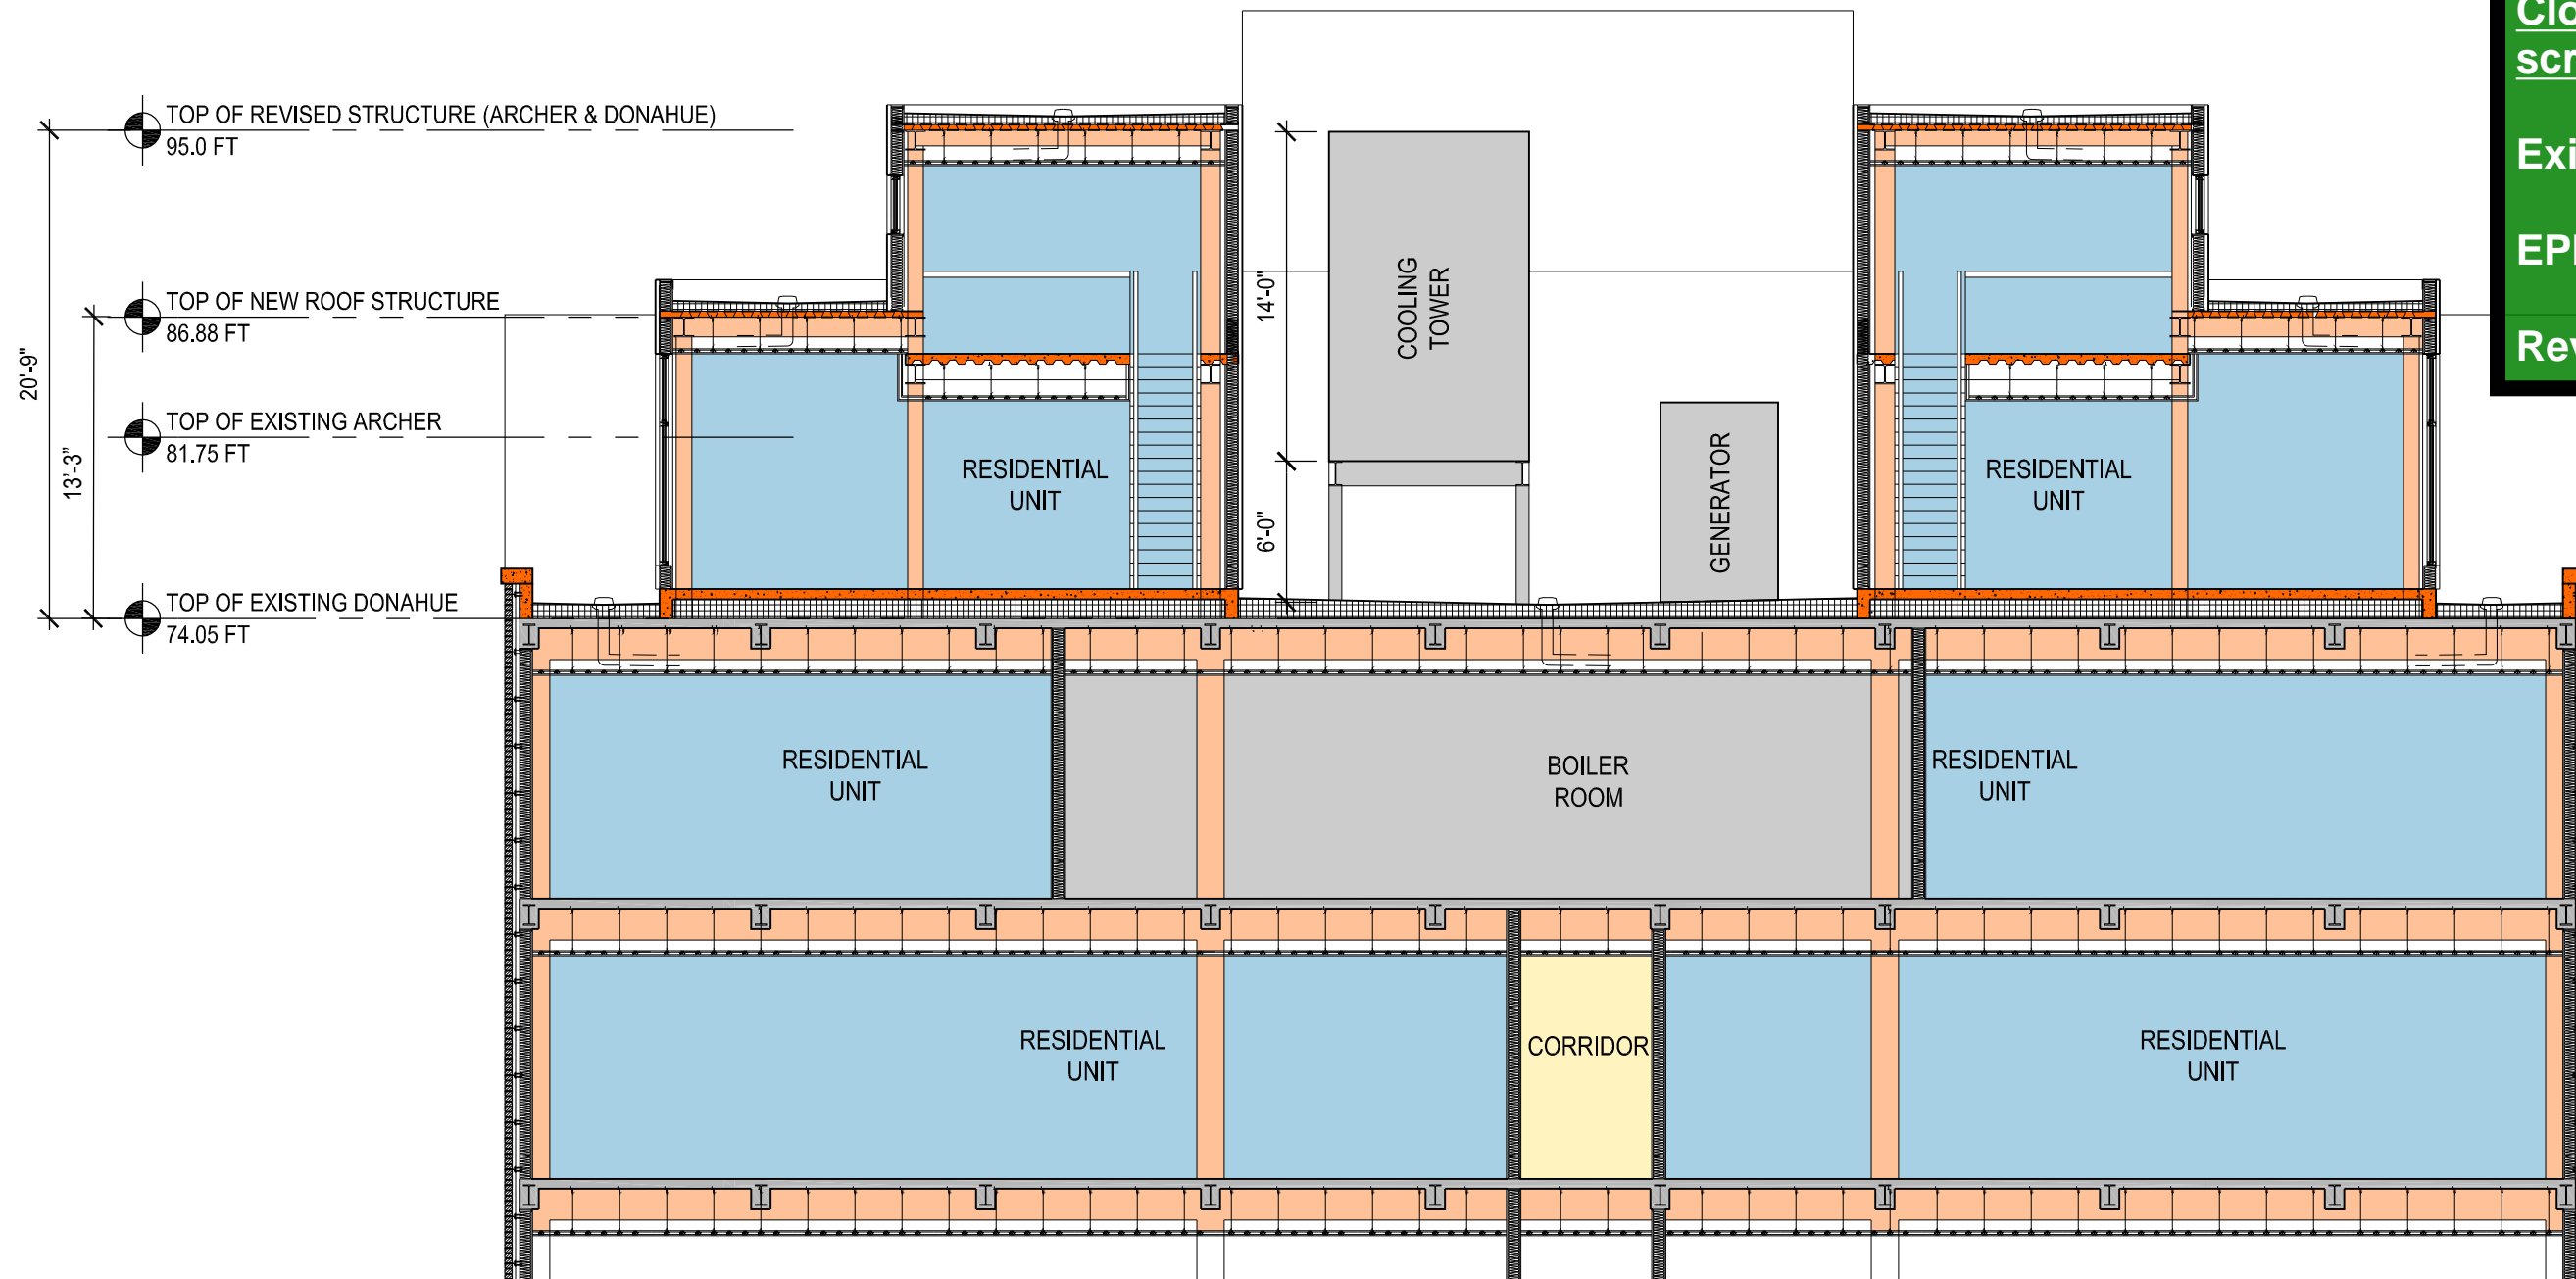 TOP OF REVISED STRUCTURE (ARCHER & DONAHUE)
95.0 FT
TOP OF NEW ROOF STRUCTURE
86.88 FT
TOP OF EXISTING ARCHER
81.75 FT
TOP OF EXISTING DONAHUE
74.05 FT
20'-9"
13'-3"
14'-0"
6'-0"
COOLING
TOWER
GENERATOR
RESIDENTIAL
UNIT
RESIDENTIAL
UNIT
RESIDENTIAL
UNIT
BOILER
ROOM
RESIDENTIAL
UNIT
RESIDENTIAL
UNIT
CORRIDOR
RESIDENTIAL
UNIT